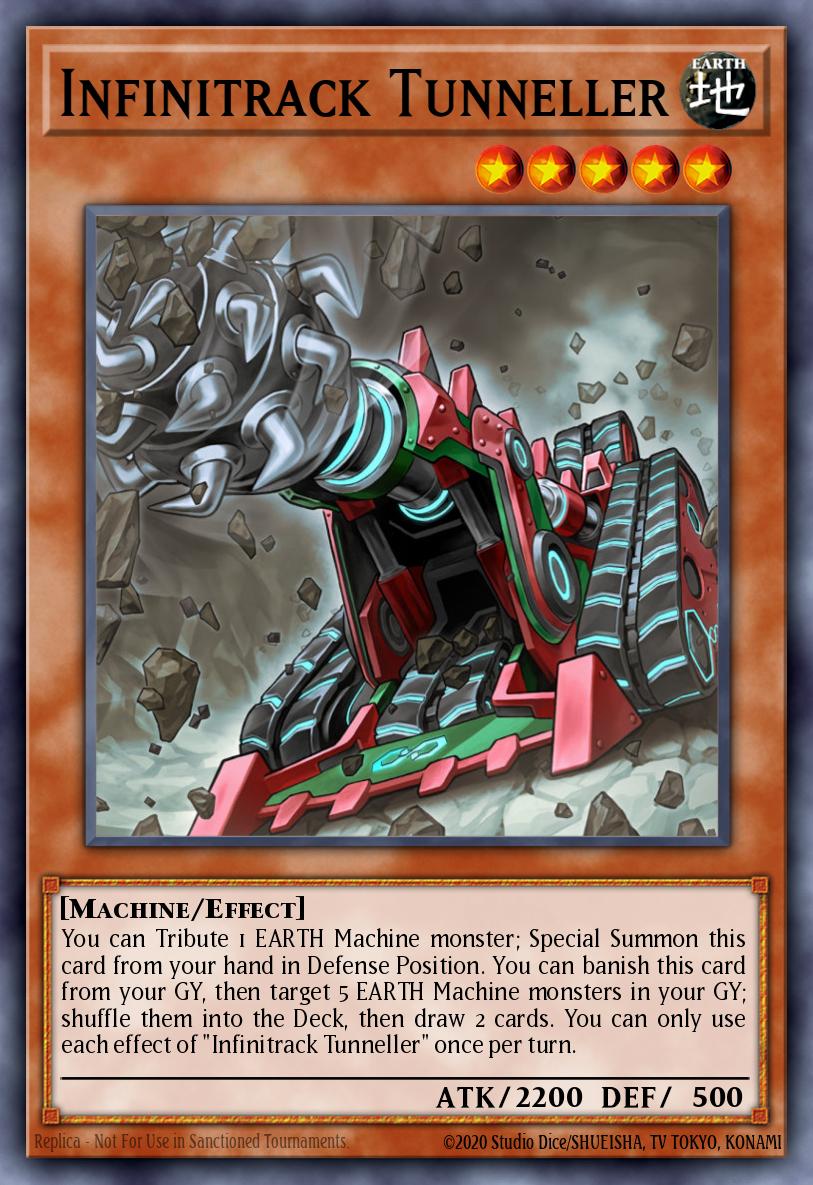 Infinitrack Tunneller
EARTH
地
[Machine/Effect]
You can Tribute 1 EARTH Machine monster; Special Summon this
card from your hand in Defense Position. You can banish this card
from your GY, then target 5 EARTH Machine monsters in your GY;
shuffle them into the Deck, then draw 2 cards. You can only use
each effect of "Infinitrack Tunneller" once per turn.
ATK/2200 DEF/ 500
Replica - Not For Use in Sanctioned Tournaments.
©2020 Studio Dice/SHUEISHA, TV TOKYO, KONAMI